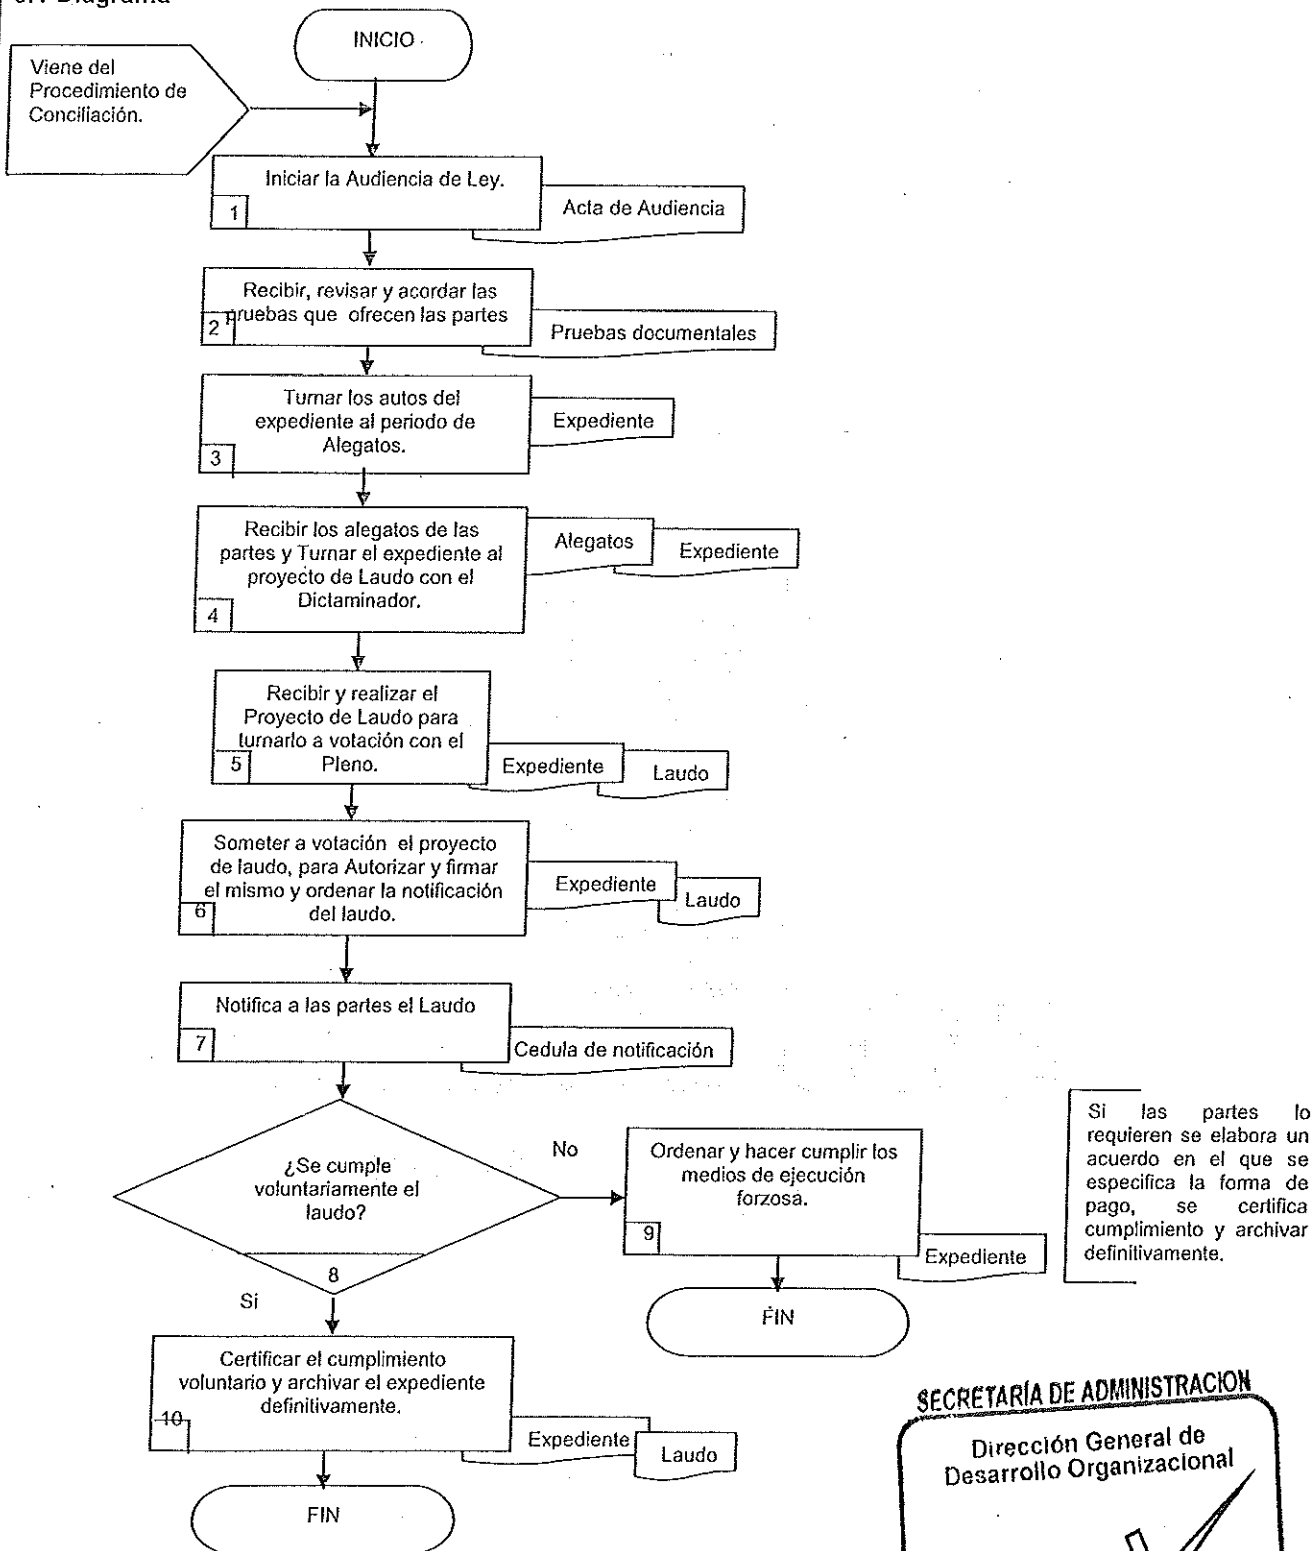 Diagrama
INICIO
Viene del
Procedimiento de
Conciliación.
Iniciar la Audiencia de Ley.
1
Acta de Audiencia
Recibir, revisar y acordar las
pruebas que ofrecen las partes
2
Pruebas documentales
Turnar los autos del
expediente al periodo de
Alegatos.
3
Expediente
Recibir los alegatos de las
partes y Turnar el expediente al
proyecto de Laudo con el
Dictaminador.
4
Alegatos
Expediente
Recibir y realizar el
Proyecto de Laudo para
turnarlo a votación con el
Pleno.
5
Expediente
Laudo
Someter a votación el proyecto
de laudo, para Autorizar y firmar
el mismo y ordenar la notificación
del laudo.
6
Expediente
Laudo
Notifica a las partes el Laudo
7
Cedula de notificación
¿Se cumple
voluntariamente el
laudo?
8
No
Ordenar y hacer cumplir los
medios de ejecución
forzosa.
9
Expediente
FIN
Si las partes lo
requieren se elabora un
acuerdo en el que se
especifica la forma de
pago, se certifica
cumplimiento y archivar
definitivamente.
Si
Certificar el cumplimiento
voluntario y archivar el expediente
definitivamente.
10
Expediente
Laudo
FIN
SECRETARÍA DE ADMINISTRACION
Dirección General de
Desarrollo Organizacional